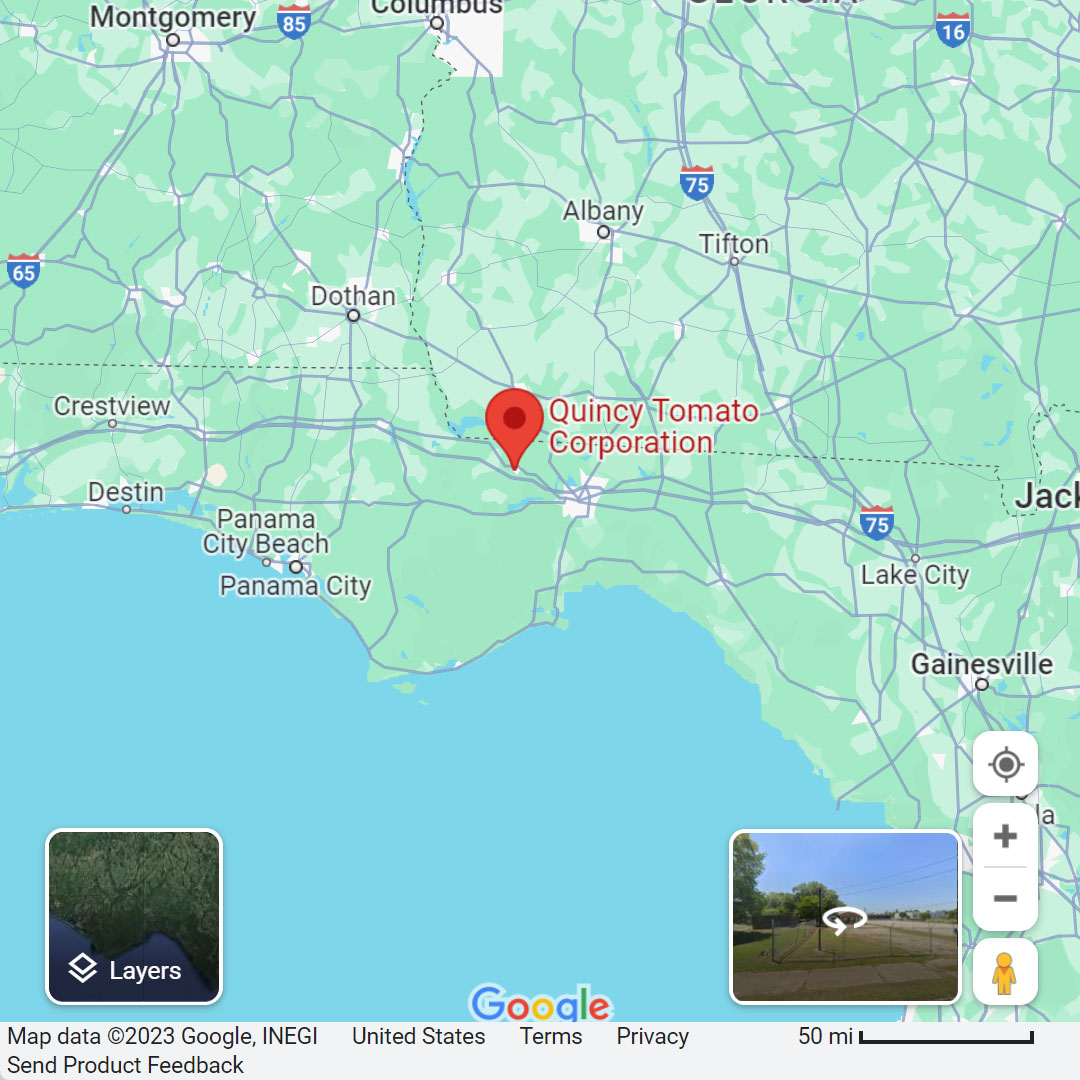 Columbus
GEORGIA
Montgomery
85
16
75
Albany
Tifton
65
Dothan
Crestview
Quincy Tomato
Corporation
Destin
Panama
City Beach
Panama City
Jack
75
Lake City
Gainesville
la
Layers
Google
Map data ©2023 Google, INEGI United States Terms Privacy 50 mi
Send Product Feedback